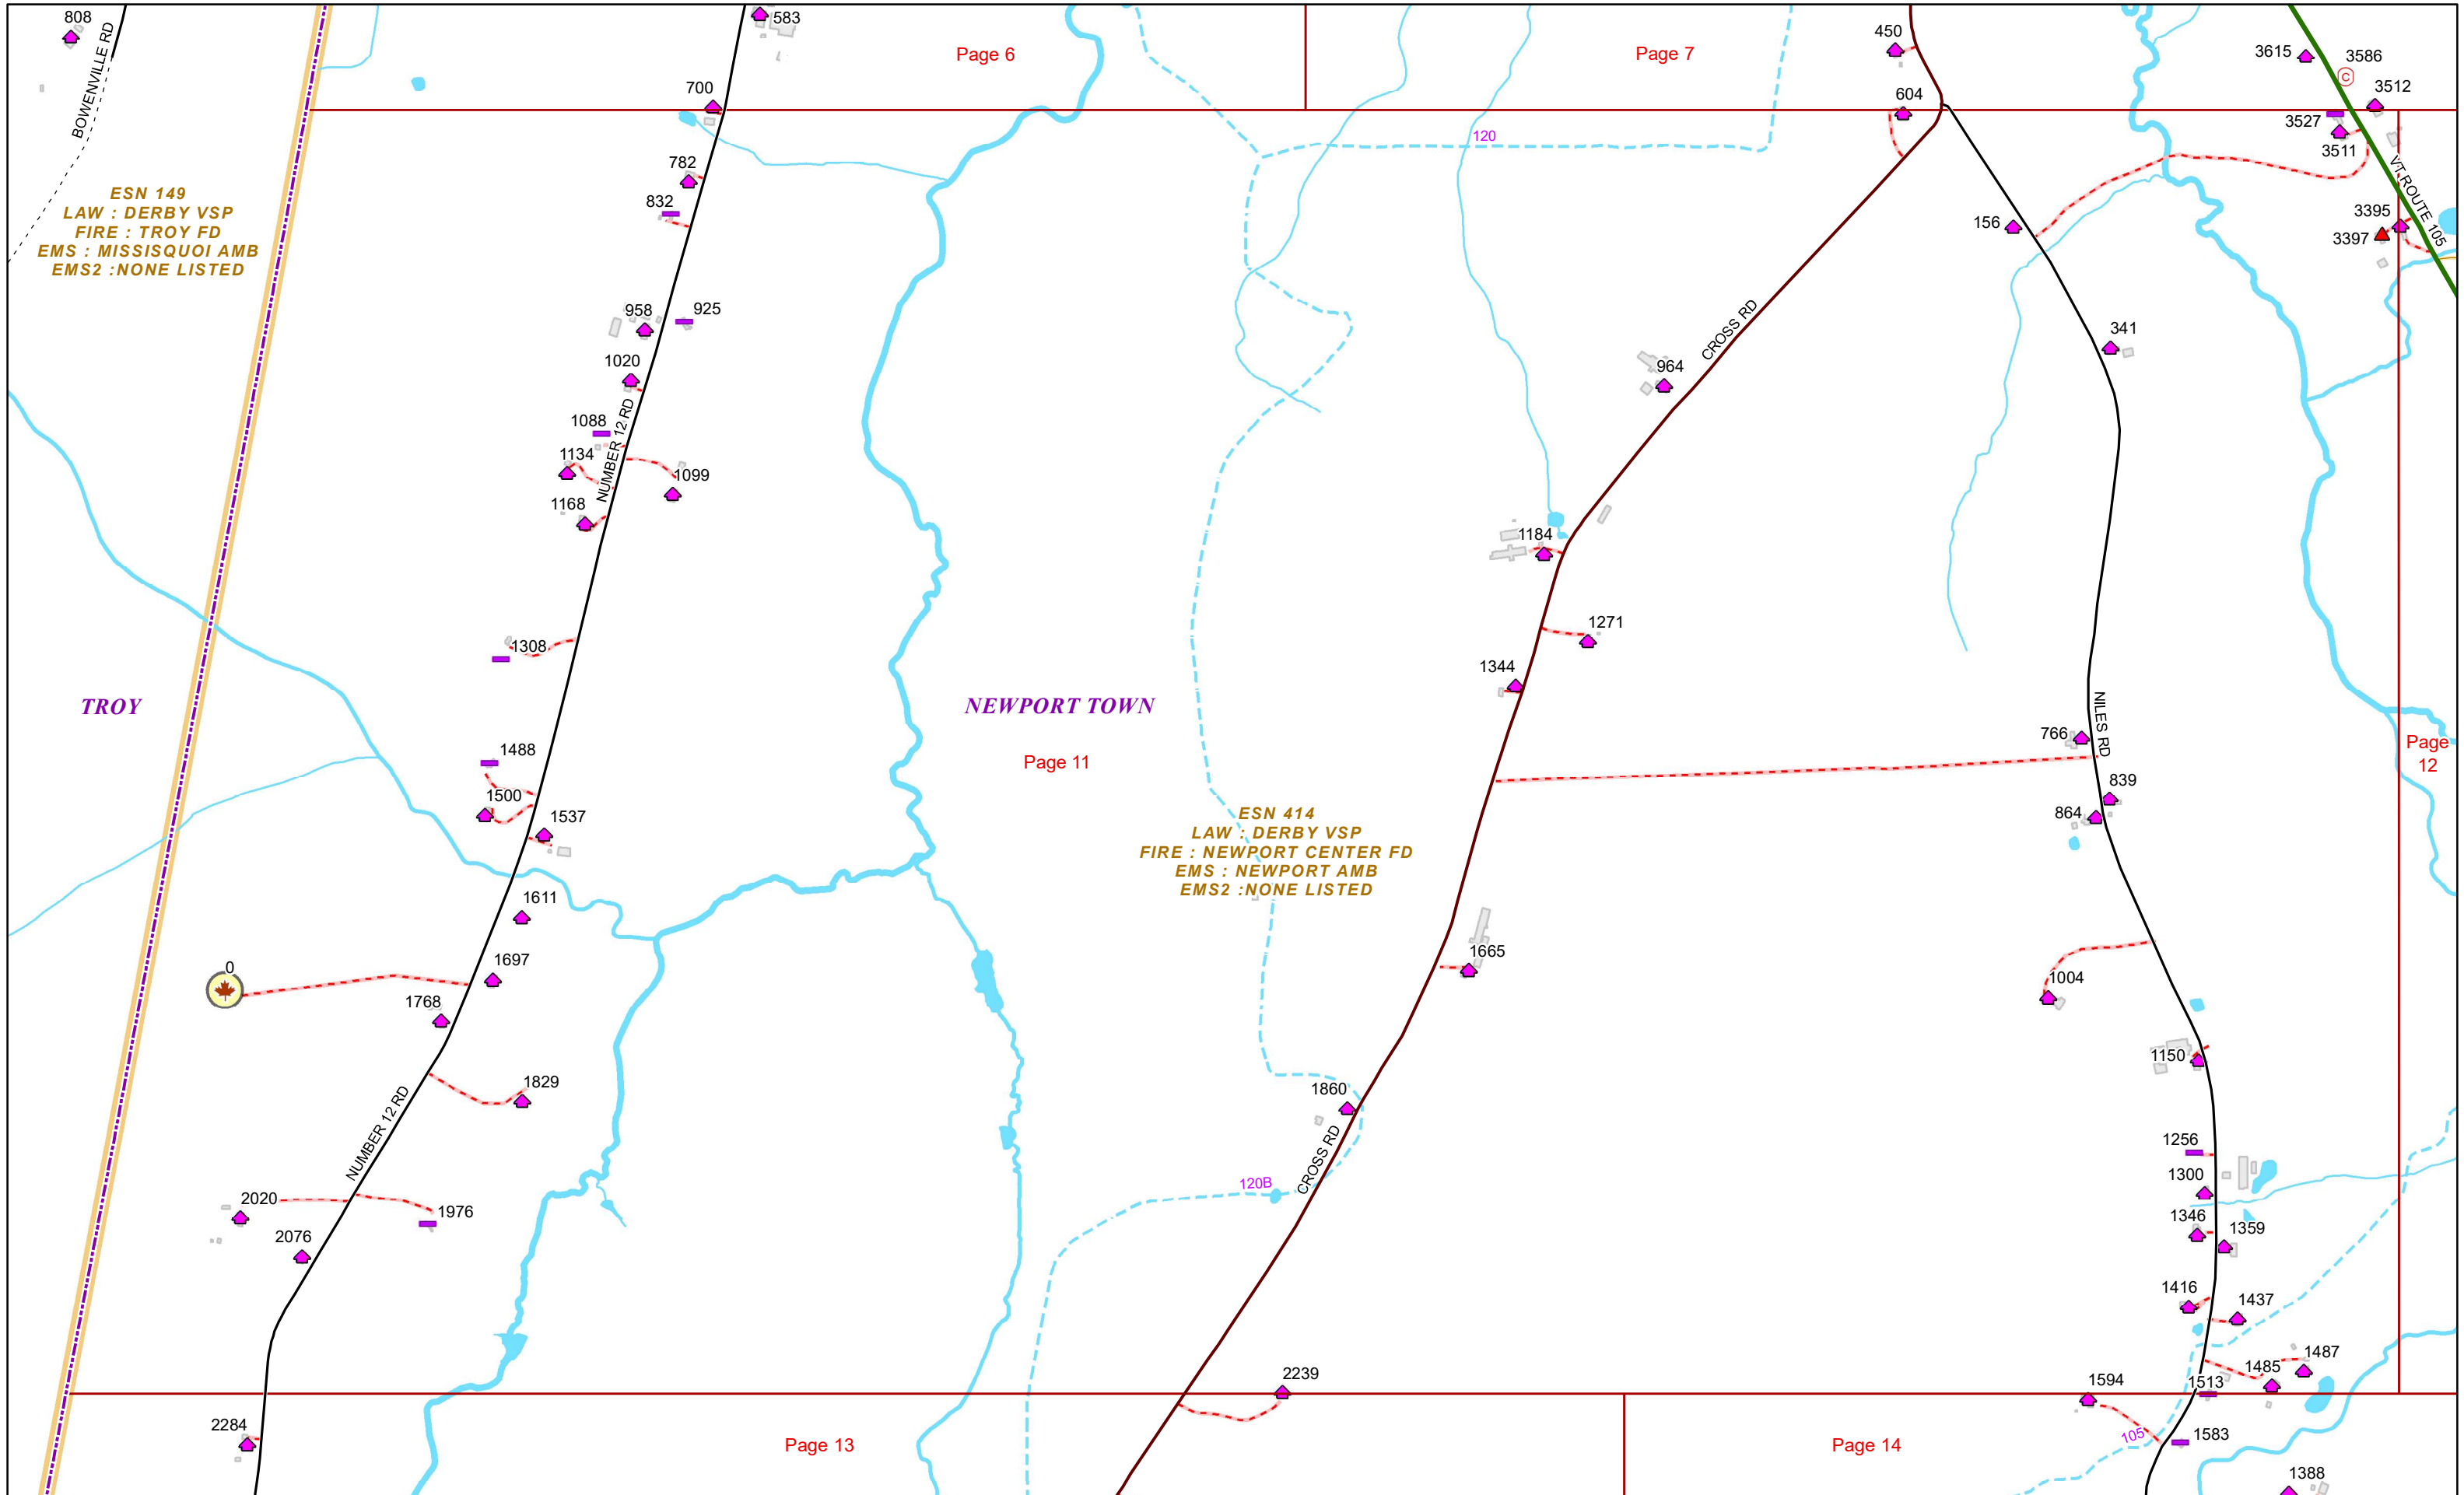 808
BOWENVILLE RD
583
Page 6
Page 7
450
3615
3586
C
3512
700
604
3527
3511
120
VT ROUTE 105
782
832
ESN 149
LAW : DERBY VSP
FIRE : TROY FD
EMS : MISSISQUOI AMB
EMS2 :NONE LISTED
156
3395
3397
958
925
CROSS RD
341
1020
964
1088
NUMBER 12 RD
1134
1099
1168
1184
1271
1308
1344
TROY
NEWPORT TOWN
Page 11
NILES RD
766
Page
12
1488
839
1500
864
1537
ESN 414
LAW : DERBY VSP
FIRE : NEWPORT CENTER FD
EMS : NEWPORT AMB
EMS2 :NONE LISTED
1611
1697
0
1665
1004
1768
1150
1829
1860
NUMBER 12 RD
CROSS RD
1256
120B
1300
2020
1976
1346
1359
2076
1416
1437
1487
1485
2239
1594
1513
2284
Page 13
Page 14
105
1583
1388